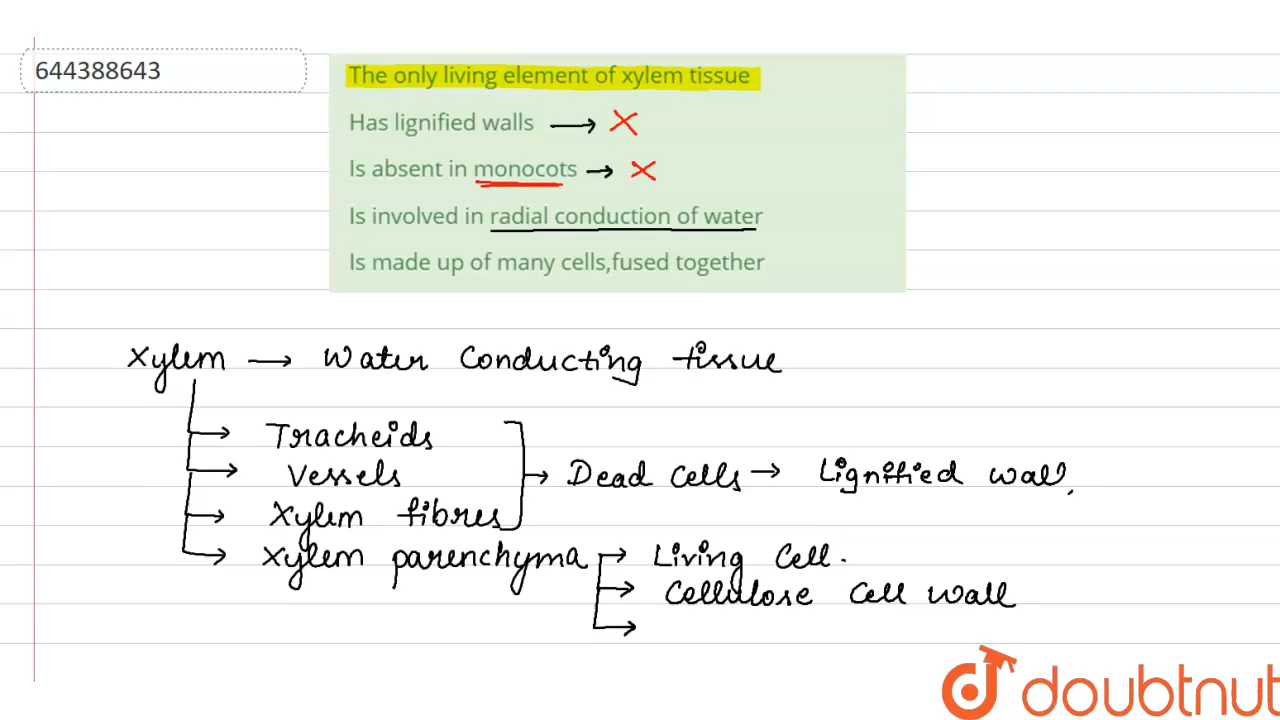 644388643
The only living element of xylem tissue
Has lignified walls → X
Is absent in monocots → X
Is involved in radial conduction of water
Is made up of many cells,fused together
Xylem → Water Conducting tissue
→ Tracheids
→ Vessels → Dead Cells → Lignified wall
→ Xylem fibres
→ Xylem parenchyma → Living Cell.
→ Cellulose Cell wall
→
doubtnut